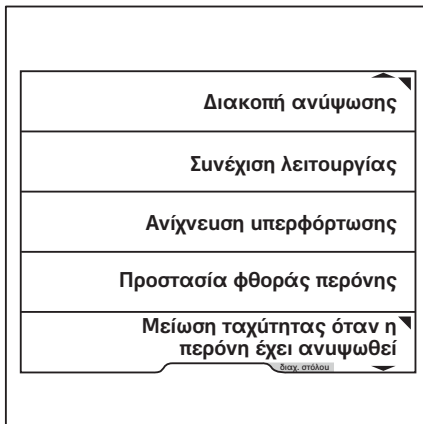 Διακοπή ανύψωσης
Συνέχιση λειτουργίας
Ανίχνευση υπερφόρτωσης
Προστασία φθοράς περόνης
Μείωση ταχύτητας όταν η
περόνη έχει ανυψωθεί
διαχ. στόλου